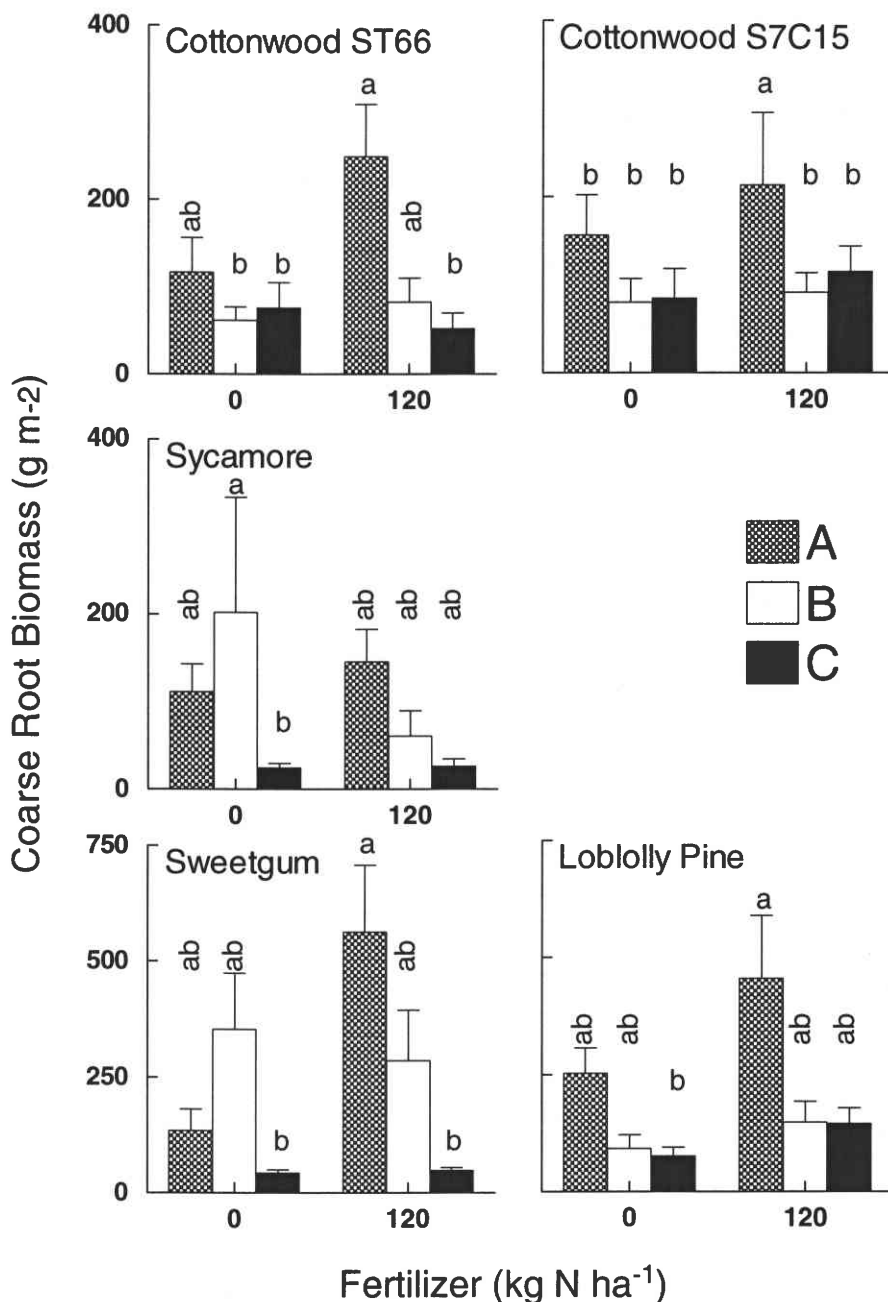 Coarse Root Biomass (g m-2)
Cottonwood ST66
400
200
0
ab
b
b
a
ab
b
0
120
Cottonwood S7C15
b
b
b
a
b
b
0
120
Sycamore
400
200
0
ab
a
b
ab
ab
ab
0
120
A
B
C
Sweetgum
750
500
250
0
ab
ab
b
a
ab
b
0
120
Loblolly Pine
ab
ab
b
a
ab
ab
0
120
Fertilizer (kg N ha⁻¹)